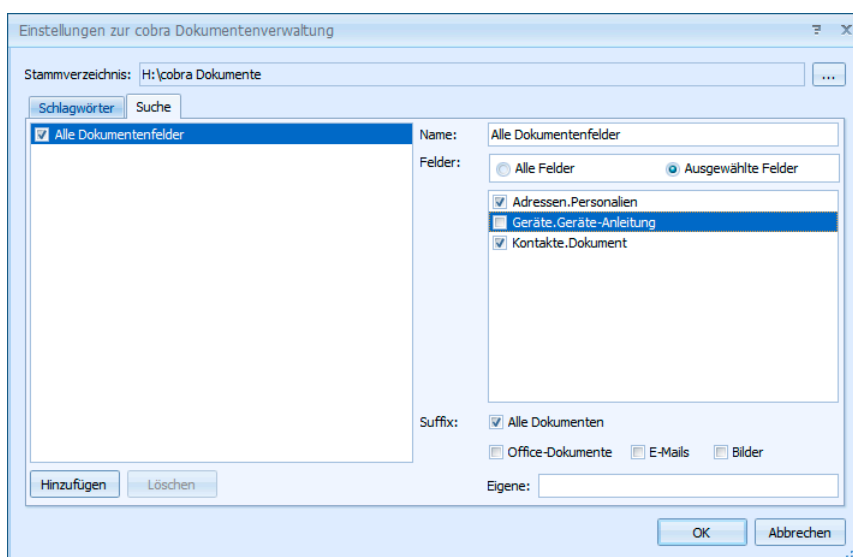 Einstellungen zur cobra Dokumentenverwaltung
Stammverzeichnis: H:\cobra Dokumente ...
Schlagwörter Suche
Alle Dokumentenfelder
Name: Alle Dokumentenfelder
Felder: Alle Felder Ausgewählte Felder
Adressen.Personalien
Geräte.Geräte-Anleitung
Kontakte.Dokument
Suffix: Alle Dokumenten
Office-Dokumente E-Mails Bilder
Hinzufügen Löschen Eigene:
OK Abbrechen